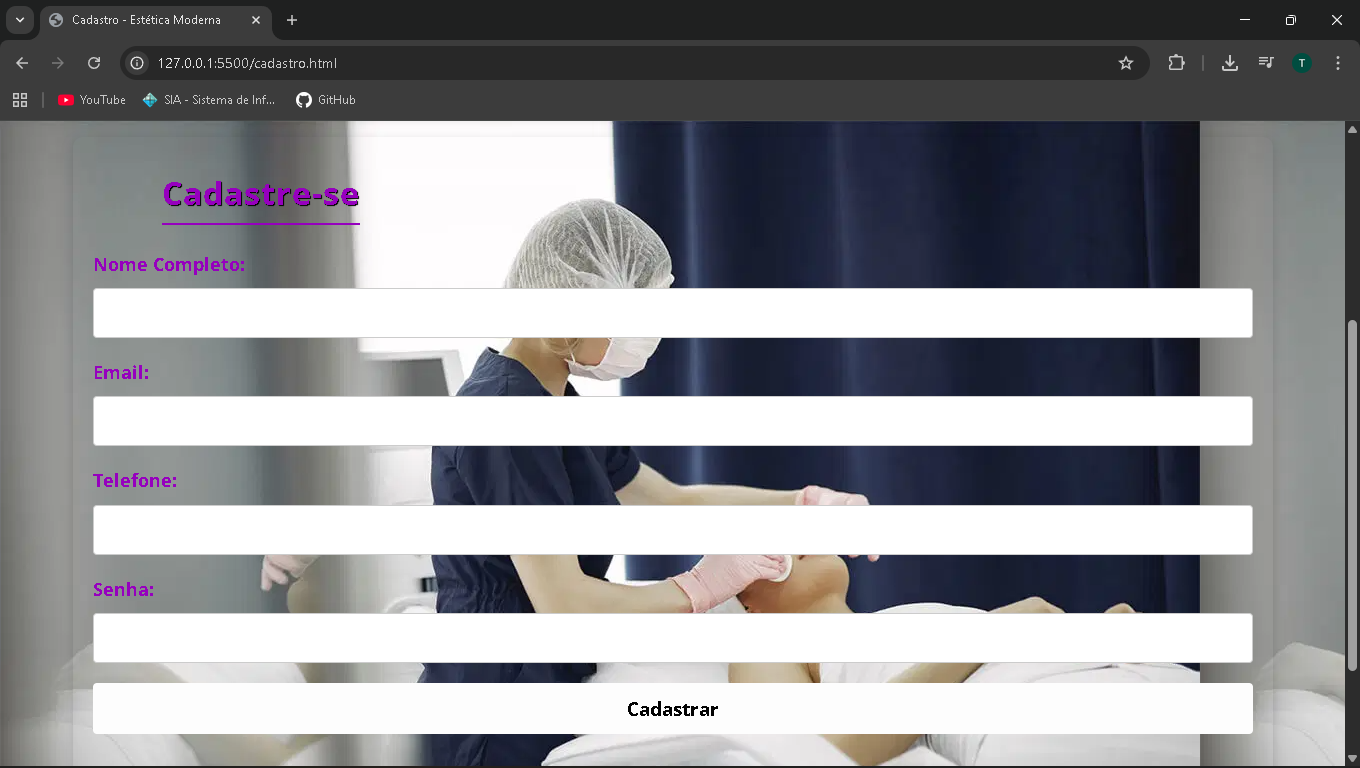 Cadastro - Estética Moderna
127.0.0.1:5500/cadastro.html
T
YouTube
SIA - Sistema de Inf...
GitHub
Cadastre-se
Nome Completo:
Email:
Telefone:
Senha:
Cadastrar